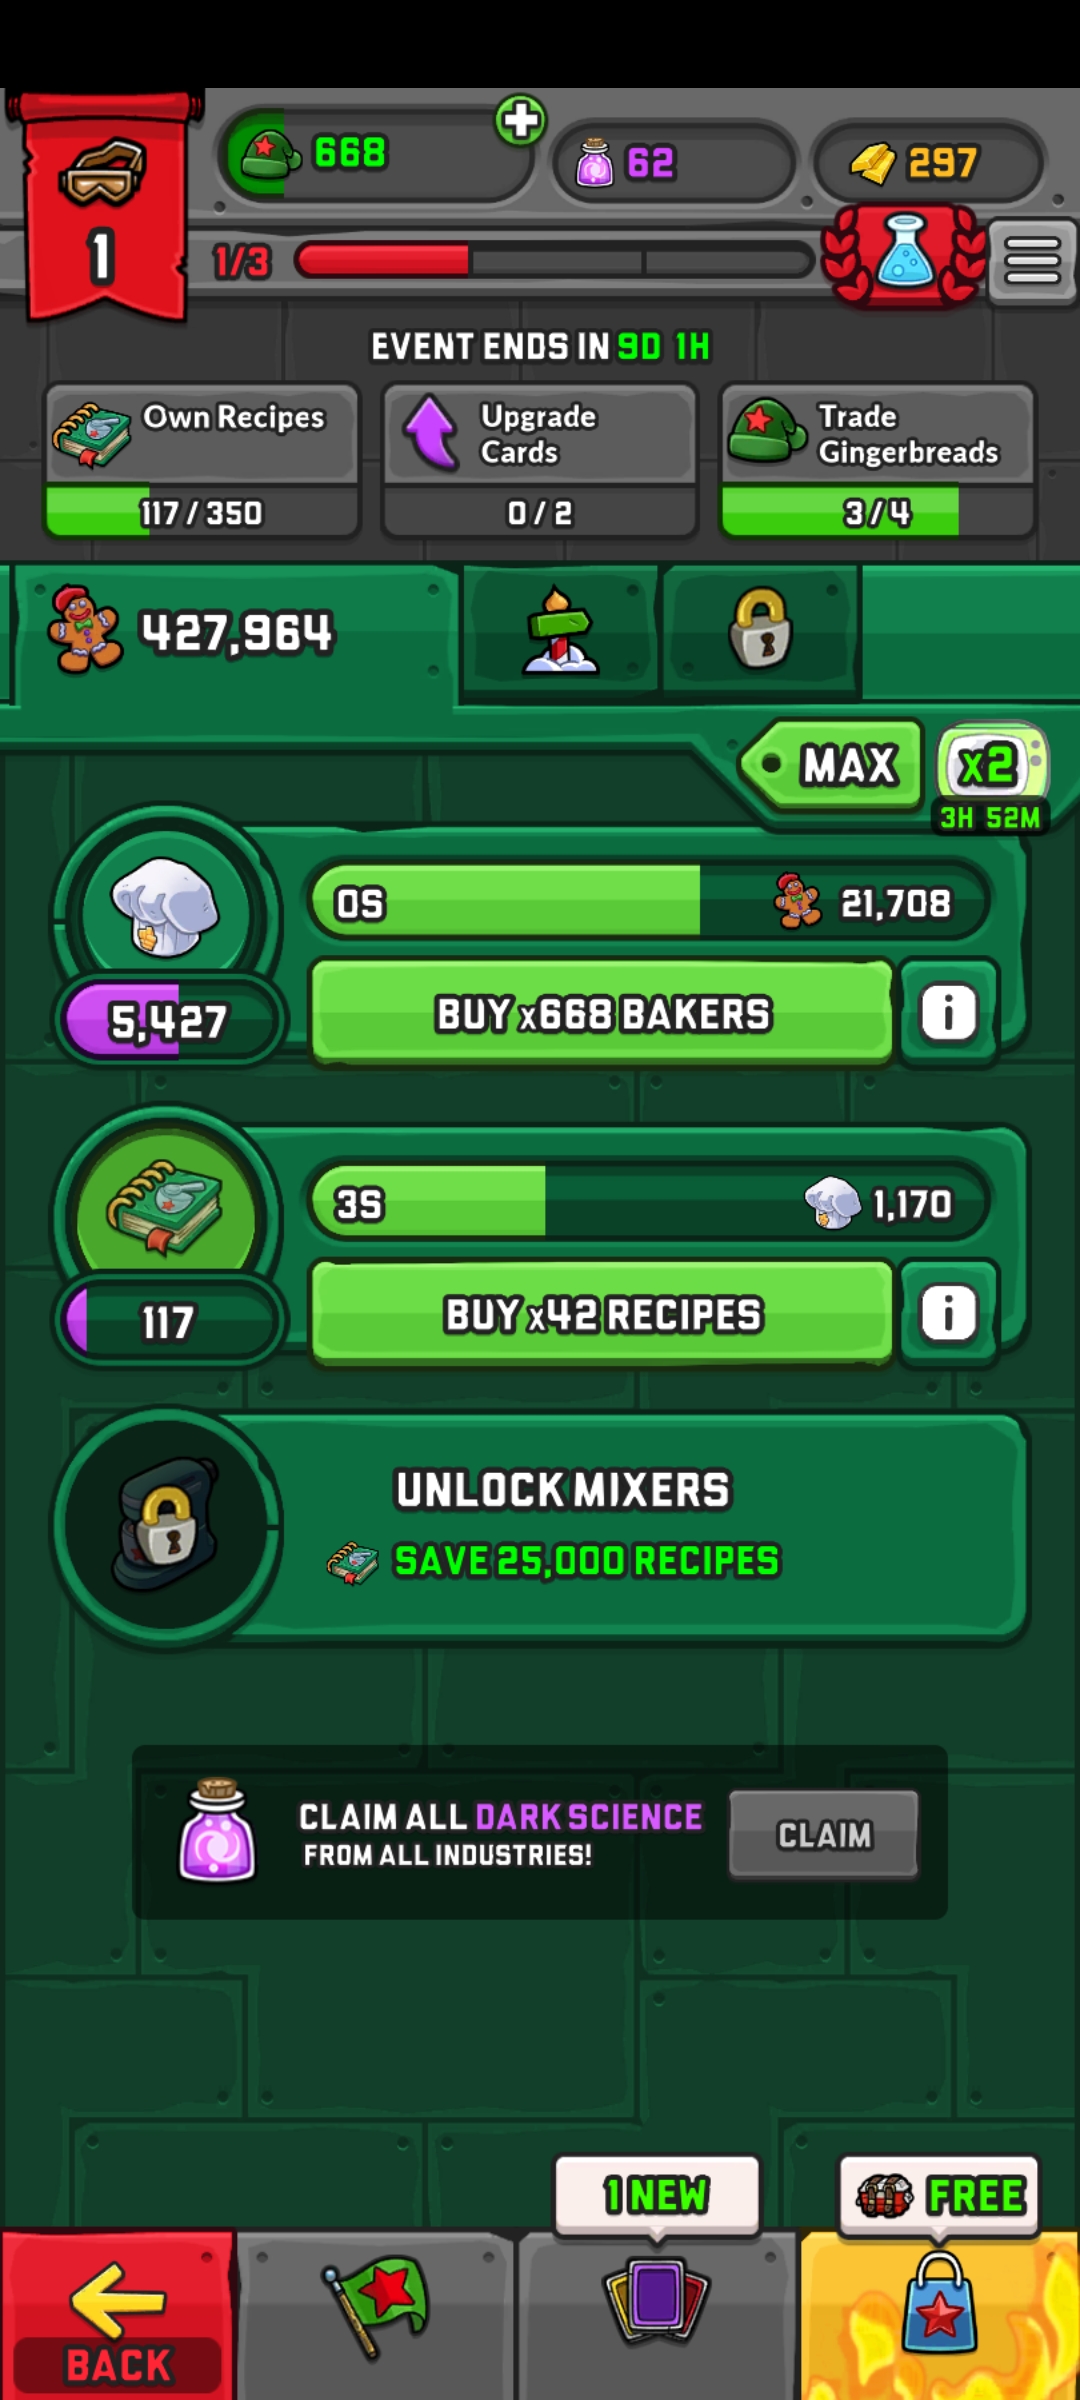 668
62
297
1
1/3
EVENT ENDS IN 9D 1H
Own Recipes
117/350
Upgrade
Cards
0/2
Trade
Gingerbreads
3/4
427,964
MAX
x2
3H 52M
0S
21,708
5,427
BUY x668 BAKERS
i
3S
1,170
117
BUY x42 RECIPES
i
UNLOCK MIXERS
SAVE 25,000 RECIPES
CLAIM ALL DARK SCIENCE
FROM ALL INDUSTRIES!
CLAIM
1 NEW
FREE
BACK